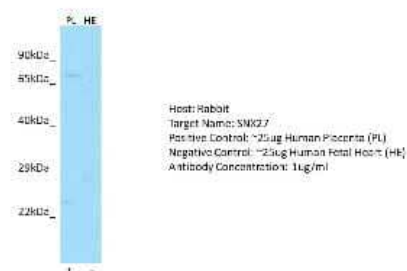 PL HE
90kDa_
65kDa_
40kDa_
29kDa_
22kDa_
Host: Rabbit
Target Name: SNX27
Positive Control: ~25ug Human Placenta (PL)
Negative Control: ~25ug Human Fetal Heart (HE)
Antibody Concentration: 1ug/ml